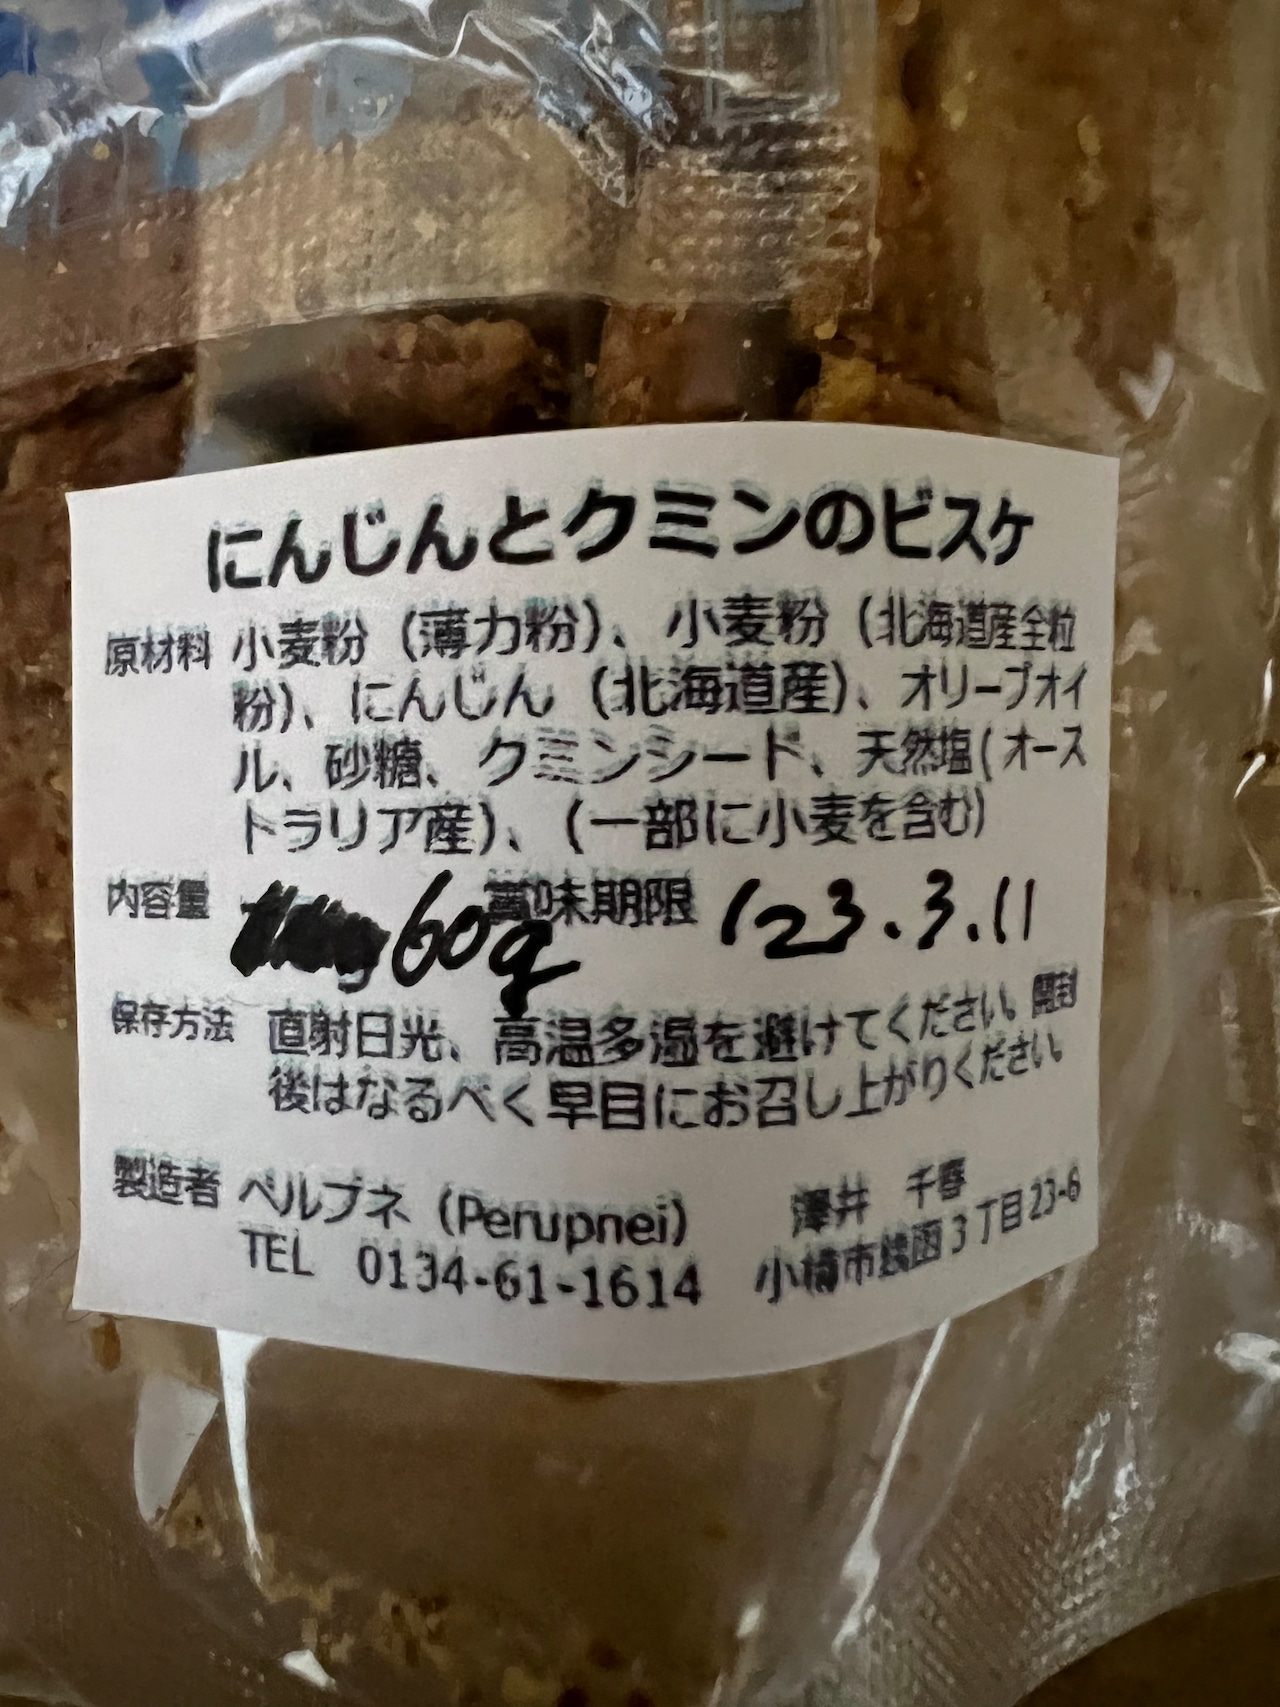 にんじんとクミンのビスケ
原材料 小麦粉（薄力粉）、小麦粉（北海道産全粒
粉）、にんじん（北海道産）、オリーブオイ
ル、砂糖、クミンシード、天然塩(オース
トラリア産)、（一部に小麦を含む）
内容量 60g 賞味期限 '23.3.11
保存方法 直射日光、高温多湿を避けてください。開封
後はなるべく早目にお召し上がりください。
製造者 ペルプネ（Perupnei） 澤井 千春
TEL 0134-61-1614 小樽市銭函3丁目23-6